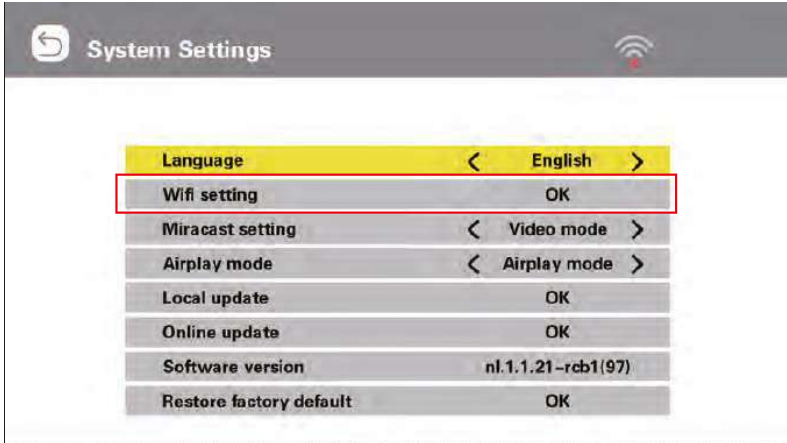 System Settings
Language < English >
Wifi setting OK
Miracast setting < Video mode >
Airplay mode < Airplay mode >
Local update OK
Online update OK
Software version nl.1.1.21-rcb1(97)
Restore factory default OK